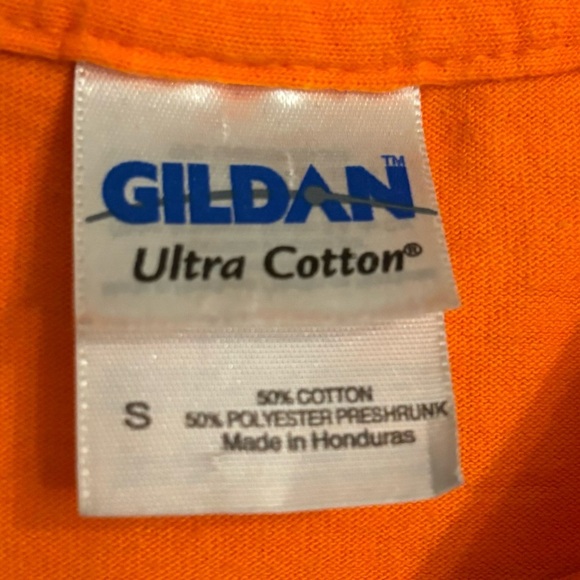 GILDAN™
Ultra Cotton®
S
50% COTTON
50% POLYESTER PRESHRUNK
Made in Honduras